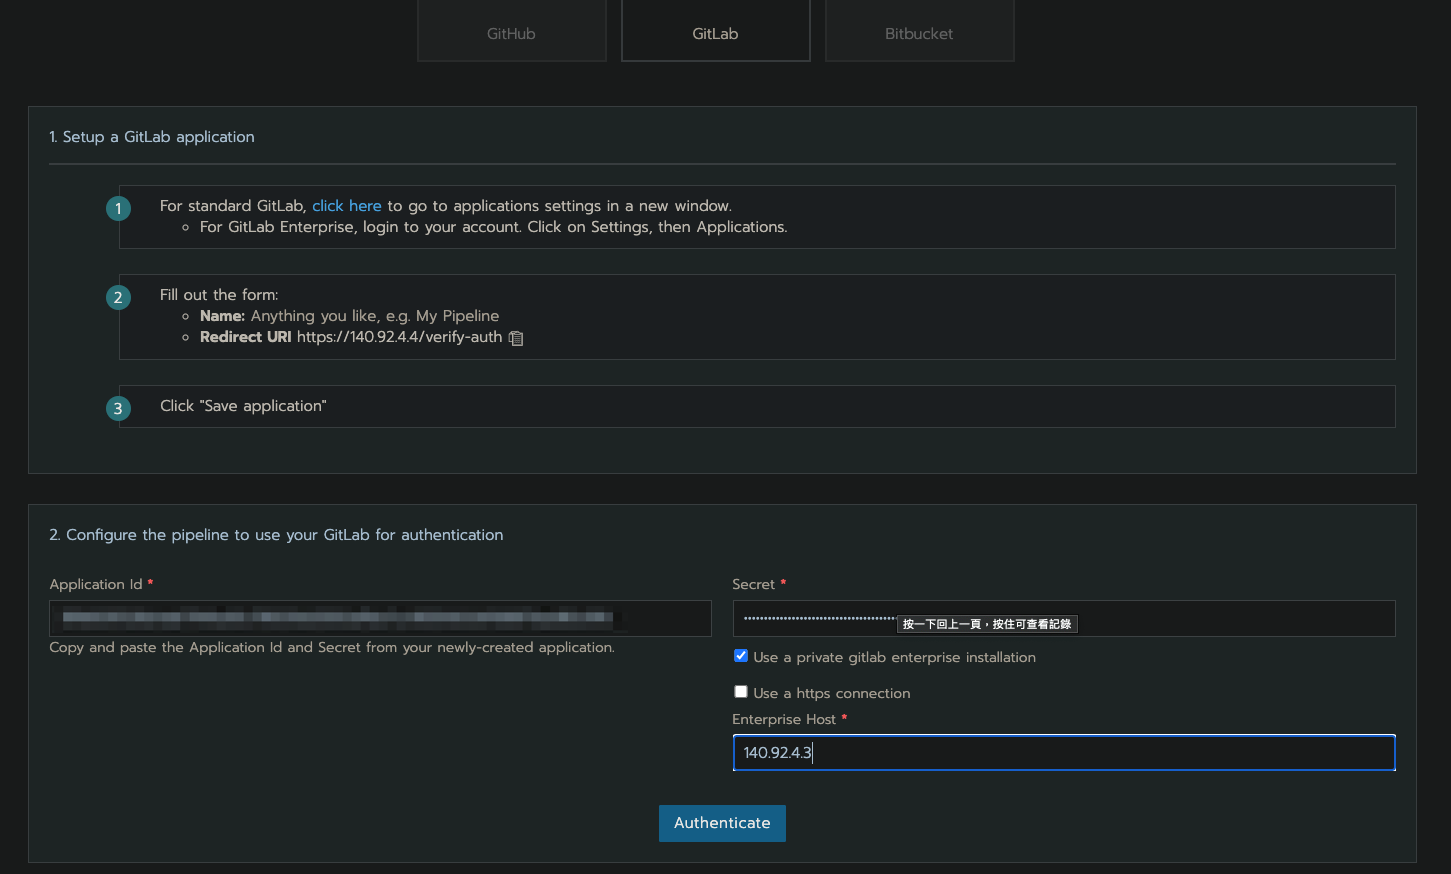 GitHub
GitLab
Bitbucket
1. Setup a GitLab application
1
For standard GitLab, click here to go to applications settings in a new window.
For GitLab Enterprise, login to your account. Click on Settings, then Applications.
2
Fill out the form:
Name: Anything you like, e.g. My Pipeline
Redirect URI https://140.92.4.4/verify-auth
3
Click "Save application"
2. Configure the pipeline to use your GitLab for authentication
Application Id *
Secret *
按一下回上一頁，按住可查看記錄
Copy and paste the Application Id and Secret from your newly-created application.
Use a private gitlab enterprise installation
Use a https connection
Enterprise Host *
140.92.4.3
Authenticate